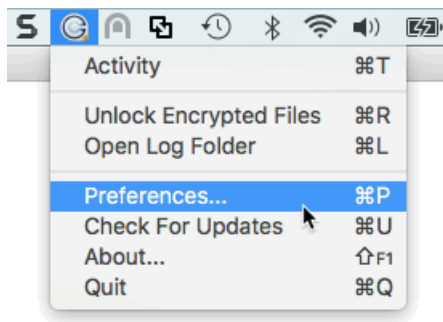 S G
Activity ⌘T
Unlock Encrypted Files ⌘R
Open Log Folder ⌘L
Preferences... ⌘P
Check For Updates ⌘U
About... ⇧F1
Quit ⌘Q